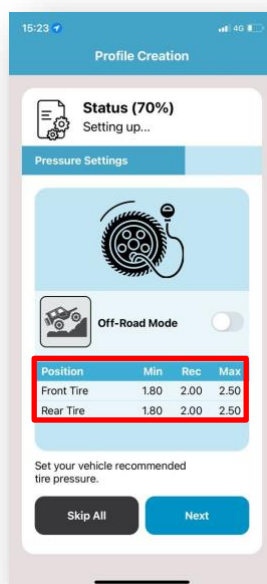 15:23 4G
Profile Creation
Status (70%)
Setting up...
Pressure Settings
Off-Road Mode
Position Min Rec Max
Front Tire 1.80 2.00 2.50
Rear Tire 1.80 2.00 2.50
Set your vehicle recommended
tire pressure.
Skip All Next